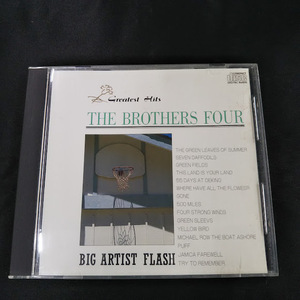 Greatest Hits
THE BROTHERS FOUR
THE GREEN LEAVES OF SUMMER
SEVEN DAFFODILS
GREEN FIELDS
THIS LAND IS YOUR LAND
55 DAYS AT
WHERE HAVE ALL THE FLOWERS
GONE
500 MILES
FOUR STRONG WINDS
GREEN SLEEVS
YELLOW BIRD
MICHAEL ROW THE BOAT ASHORE
PUFF
JAMICA FAREWELL
TRY TO REMEMBER
BIG ARTIST FLASH